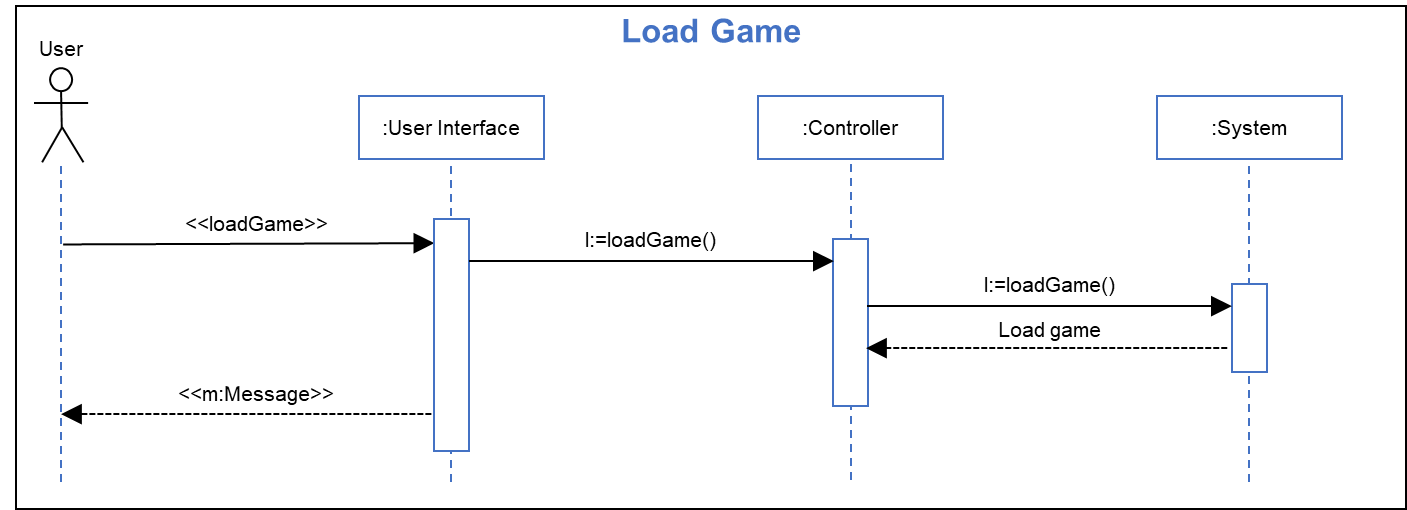 Load Game
User
:User Interface
:Controller
:System
<<loadGame>>
l:=loadGame()
l:=loadGame()
Load game
<<m:Message>>